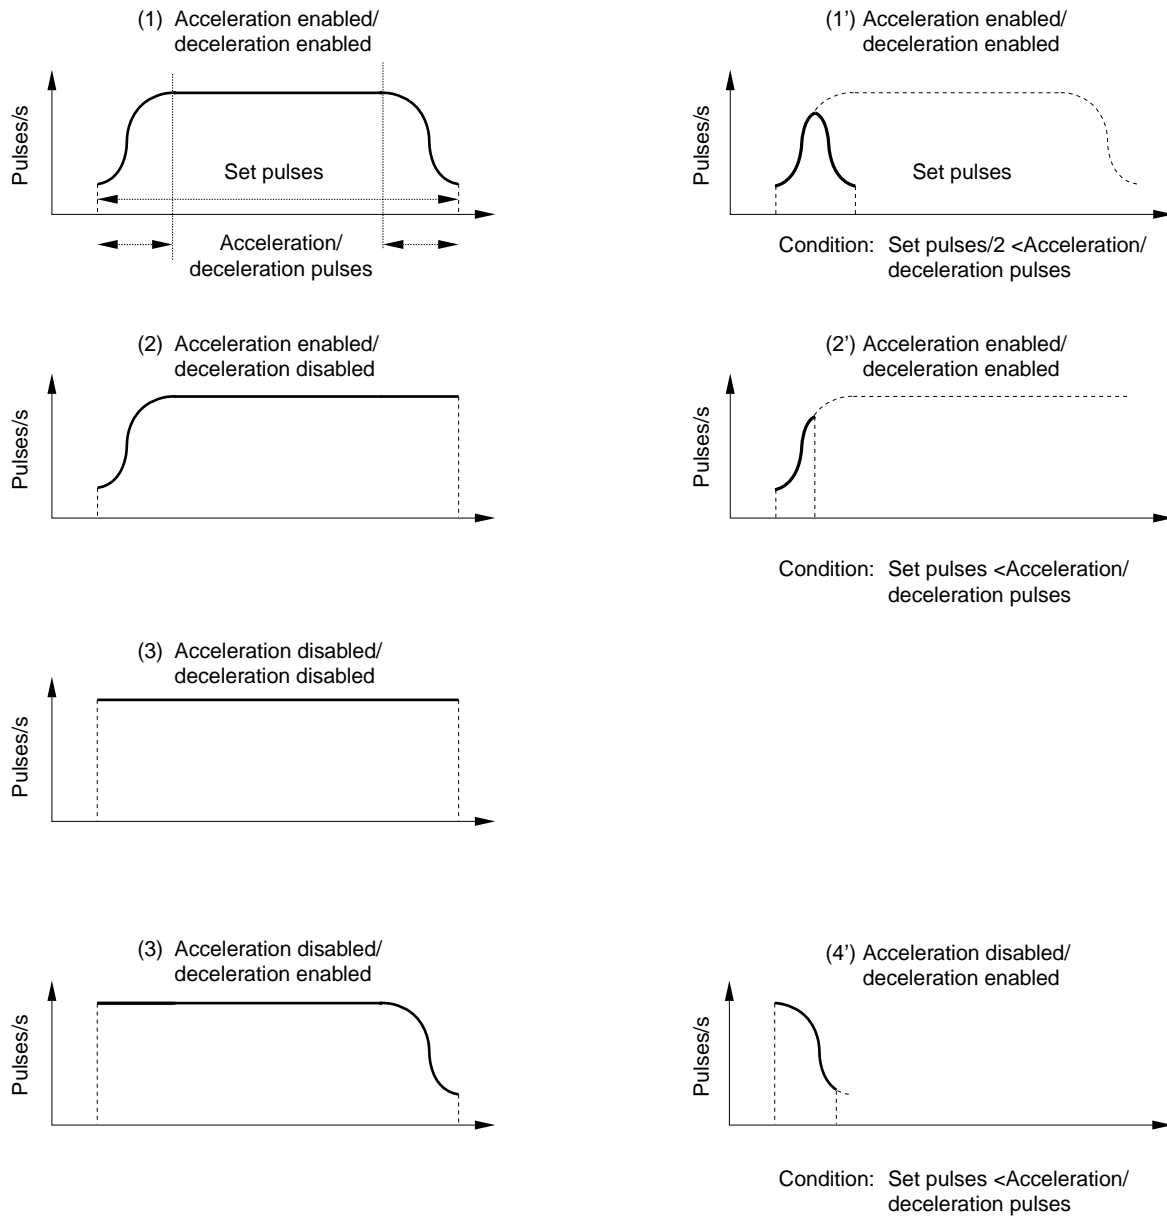 (1) Acceleration enabled/
deceleration enabled
Pulses/s
Set pulses
Acceleration/
deceleration pulses
(1’) Acceleration enabled/
deceleration enabled
Pulses/s
Set pulses
Condition: Set pulses/2 <Acceleration/
deceleration pulses
(2) Acceleration enabled/
deceleration disabled
Pulses/s
(2’) Acceleration enabled/
deceleration enabled
Pulses/s
Condition: Set pulses <Acceleration/
deceleration pulses
(3) Acceleration disabled/
deceleration disabled
Pulses/s
(3) Acceleration disabled/
deceleration enabled
Pulses/s
(4’) Acceleration disabled/
deceleration enabled
Pulses/s
Condition: Set pulses <Acceleration/
deceleration pulses